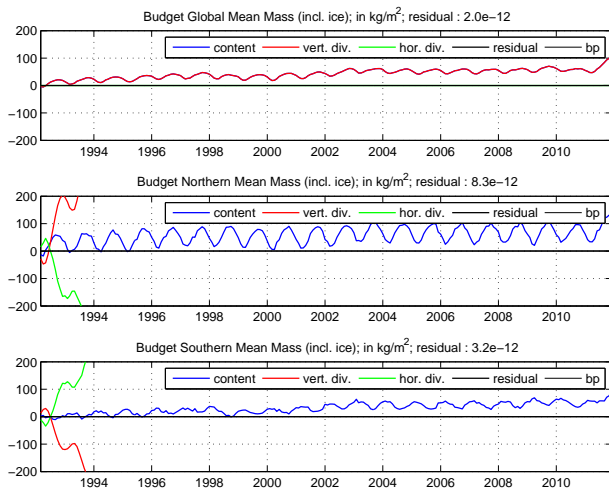 Budget Global Mean Mass (incl. ice); in kg/m²; residual : 2.0e−12
200
100
0
−100
−200
content vert. div. hor. div. residual bp
1994 1996 1998 2000 2002 2004 2006 2008 2010
Budget Northern Mean Mass (incl. ice); in kg/m²; residual : 8.3e−12
200
100
0
−100
−200
content vert. div. hor. div. residual bp
1994 1996 1998 2000 2002 2004 2006 2008 2010
Budget Southern Mean Mass (incl. ice); in kg/m²; residual : 3.2e−12
200
100
0
−100
−200
content vert. div. hor. div. residual bp
1994 1996 1998 2000 2002 2004 2006 2008 2010